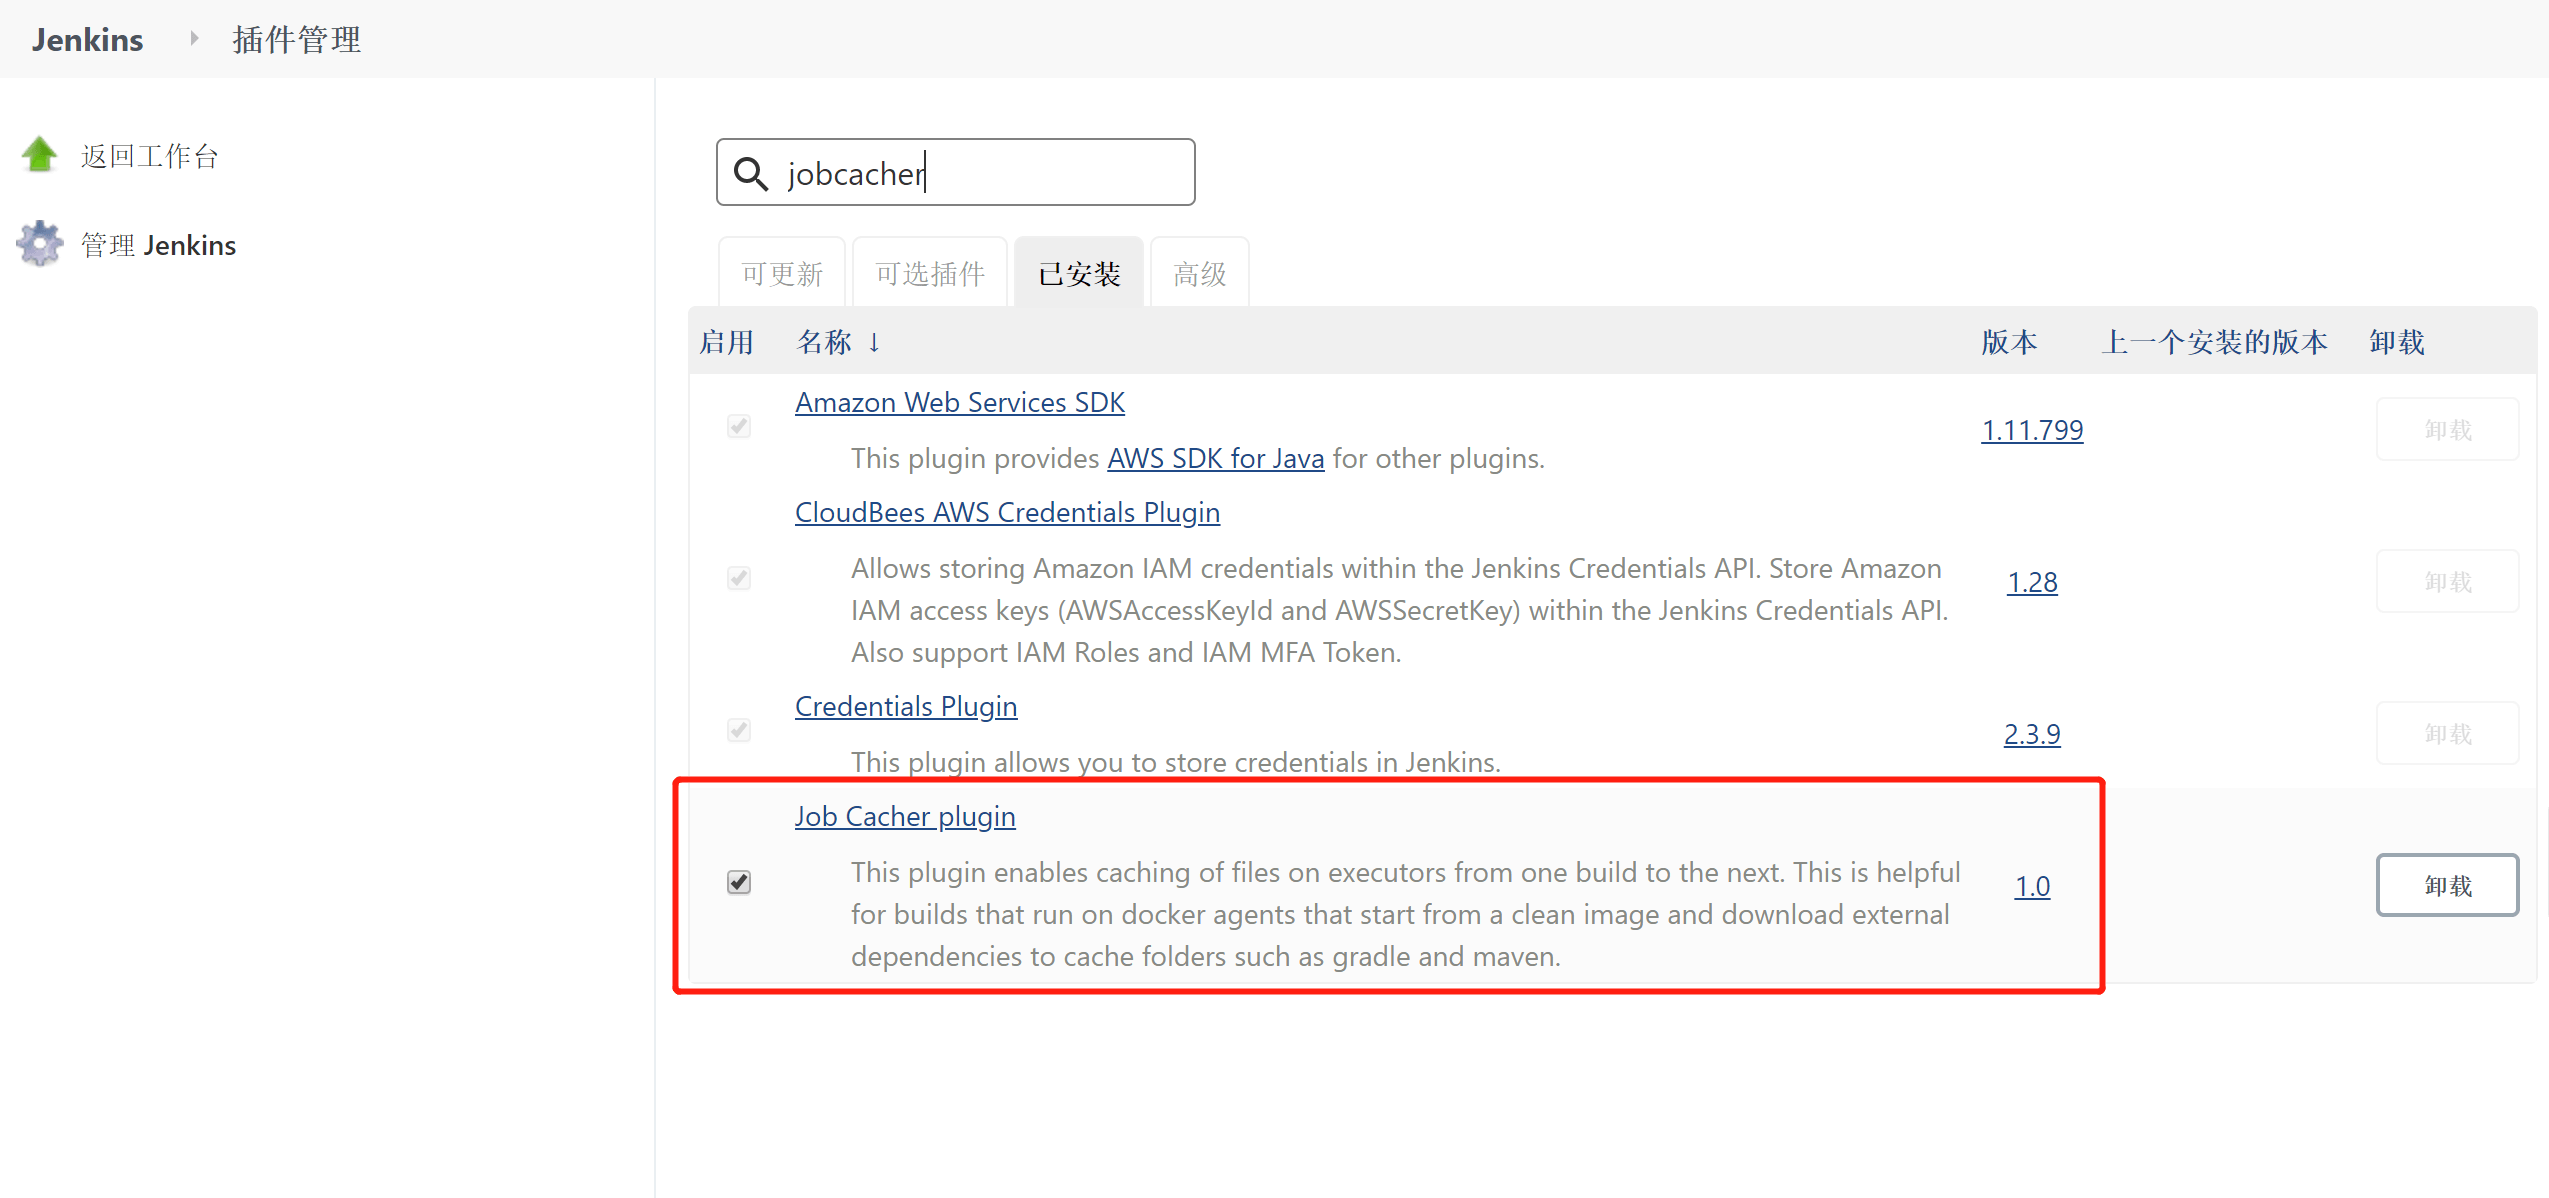 Jenkins 插件管理
返回工作台
管理 Jenkins
jobcacher
可更新 可选插件 已安装 高级
启用 名称 ↓ 版本 上一个安装的版本 卸载
Amazon Web Services SDK
This plugin provides AWS SDK for Java for other plugins.
1.11.799
卸载
CloudBees AWS Credentials Plugin
Allows storing Amazon IAM credentials within the Jenkins Credentials API. Store Amazon
IAM access keys (AWSAccessKeyId and AWSSecretKey) within the Jenkins Credentials API.
Also support IAM Roles and IAM MFA Token.
1.28
卸载
Credentials Plugin
This plugin allows you to store credentials in Jenkins.
2.3.9
卸载
Job Cacher plugin
This plugin enables caching of files on executors from one build to the next. This is helpful
for builds that run on docker agents that start from a clean image and download external
dependencies to cache folders such as gradle and maven.
1.0
卸载